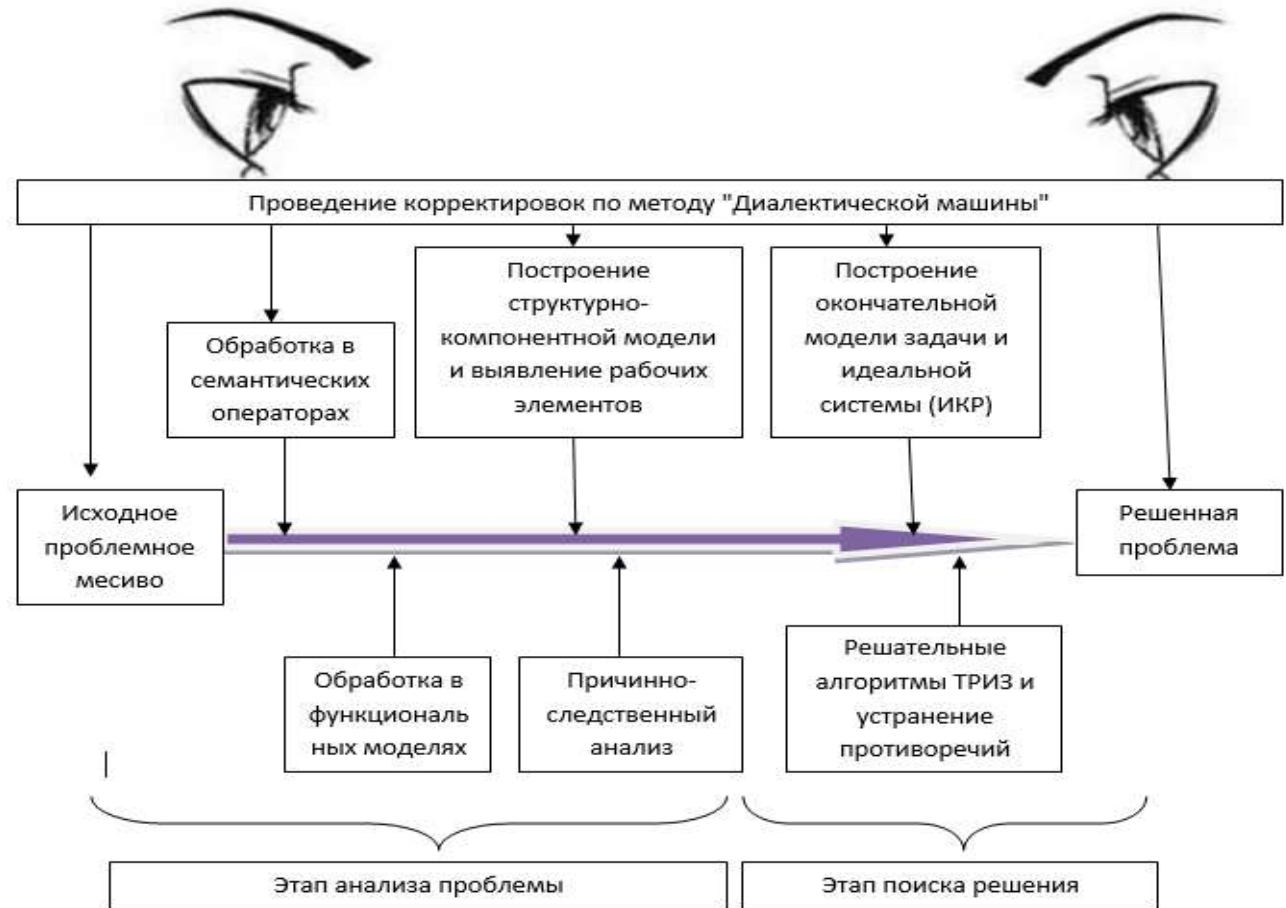 Проведение корректировок по методу "Диалектической машины"
Обработка в
семантических
операторах
Построение
структурно-
компонентной модели
и выявление рабочих
элементов
Построение
окончательной
модели задачи и
идеальной
системы (ИКР)
Исходное
проблемное
месиво
Решенная
проблема
Обработка в
функциональ
ных моделях
Причинно-
следственный
анализ
Решательные
алгоритмы ТРИЗ и
устранение
противоречий
Этап анализа проблемы
Этап поиска решения